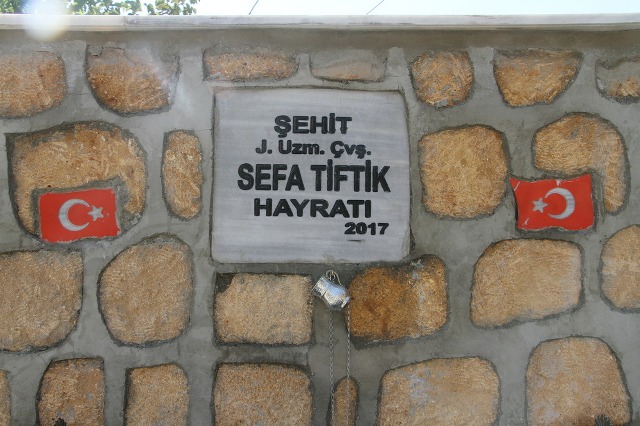 ŞEHİT
J. Uzm. Çvş.
SEFA TİFTİK
HAYRATI
2017